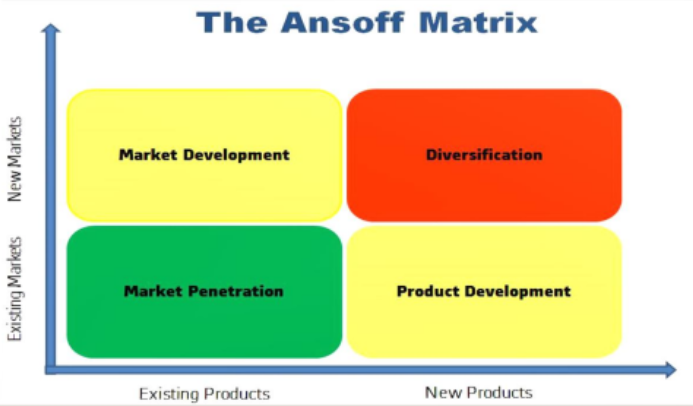 The Ansoff Matrix
New Markets
Market Development
Diversification
Existing Markets
Market Penetration
Product Development
Existing Products
New Products